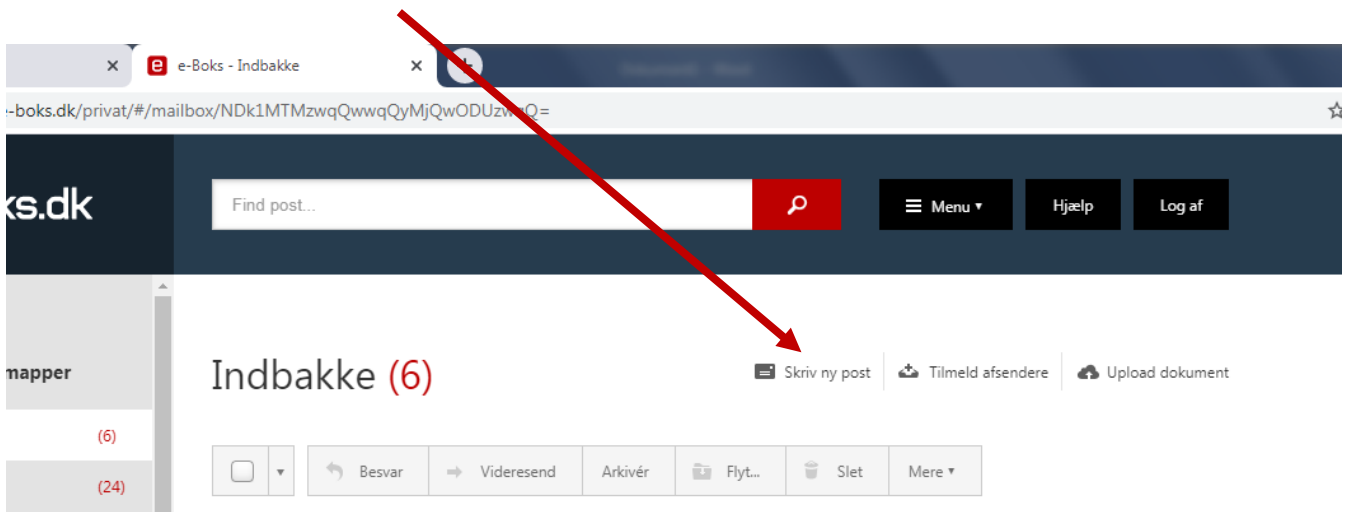 e-Boks - Indbakke
-boks.dk/privat/#/mailbox/NDk1MTMzwqQwwqQyMjQwODUzw Q=
ks.dk
Find post...
Menu
Hjælp
Log af
mapper
(6)
(24)
Indbakke (6)
Skriv ny post
Tilmeld afsendere
Upload dokument
Besvar
Videresend
Arkivér
Flyt...
Slet
Mere